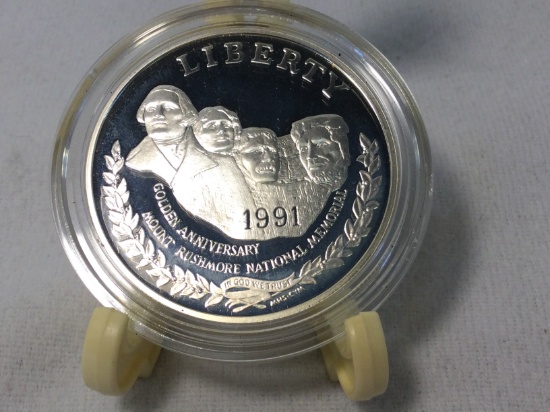 LIBERTY
1991
GOLDEN ANNIVERSARY
MOUNT RUSHMORE NATIONAL MEMORIAL
IN GOD WE TRUST